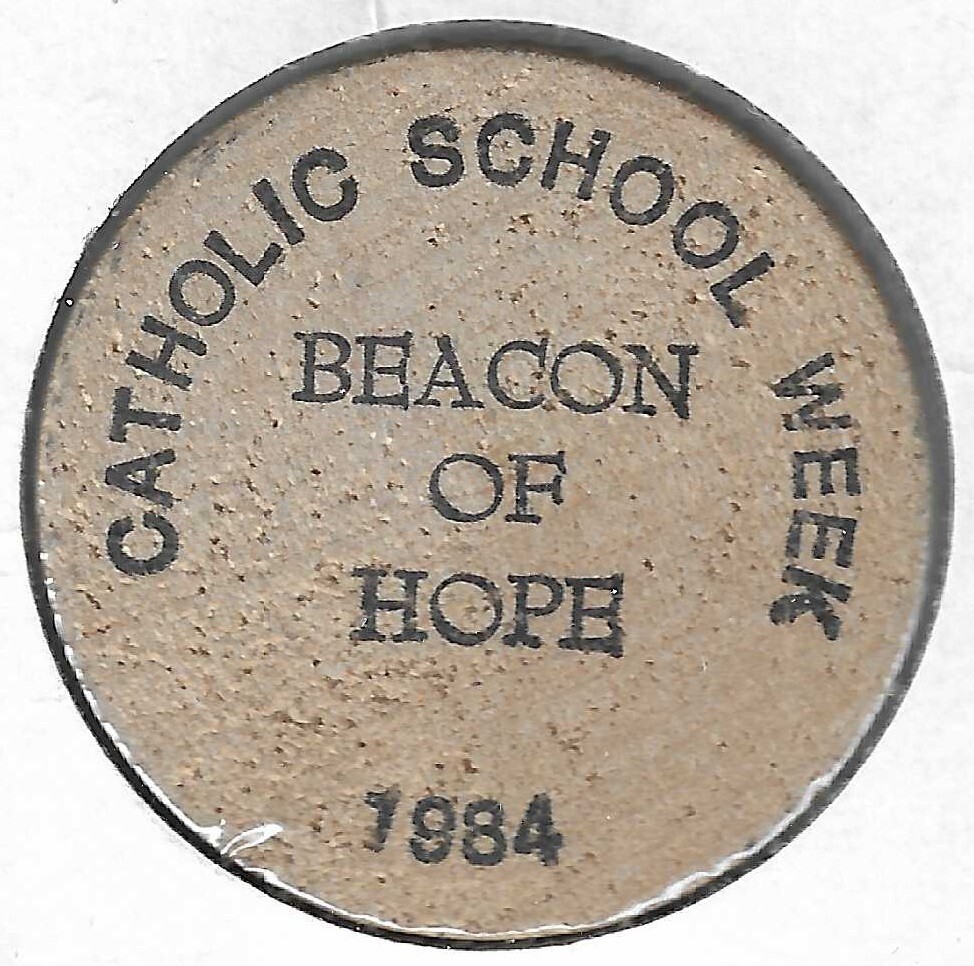 CATHOLIC SCHOOL WEEK
BEACON
OF
HOPE
1984